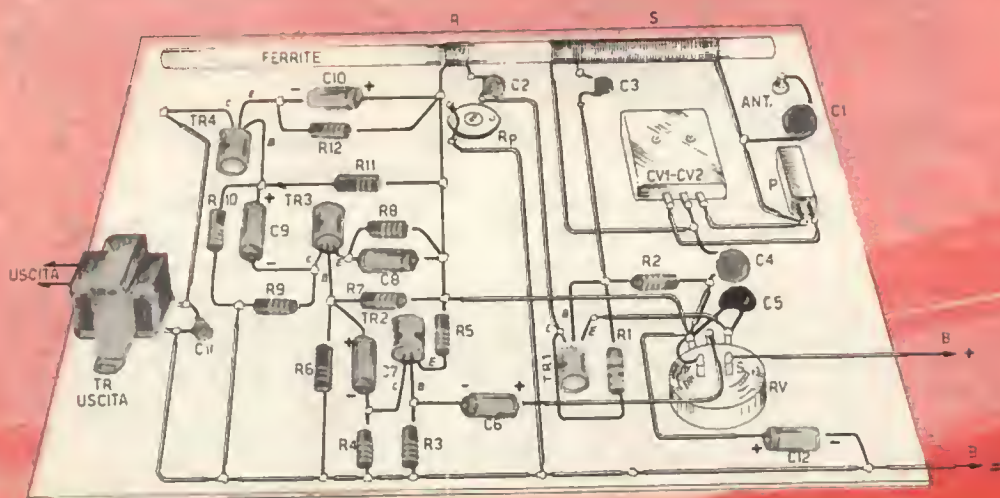 R S
FERRITE
C10
- +
C2
C3
ANT.
C1
TR4
C E
B
R12
Rp
CV1-CV2
P
R11
TR3
R10
+
C9
-
R8
C
B
E
C8
C4
R2
C5
USCITA
R9
R7
TR2
R5
B
E
C
R1
TR1
C11
R6
+
C7
-
C B
E
- +
C6
S
RV
B +
TR
USCITA
R4
R3
+ C12 -
B -